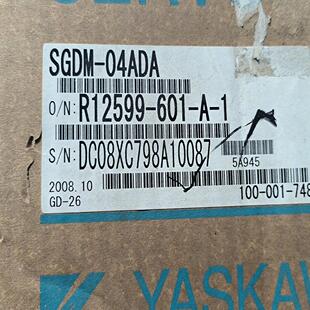 SGDM-04ADA
O/N: R12599-601-A-1
S/N: DC08XC798A10087
5A945
2008.10
GD-26
100-001-748
YASKAW